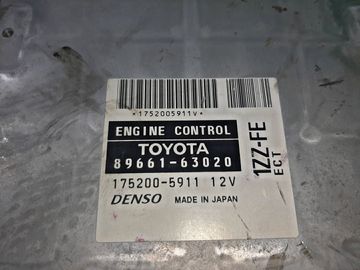 *1752005911V*
ENGINE CONTROL
TOYOTA
89661-63020
175200-5911 12V
DENSO MADE IN JAPAN
1ZZ-FE
ECT